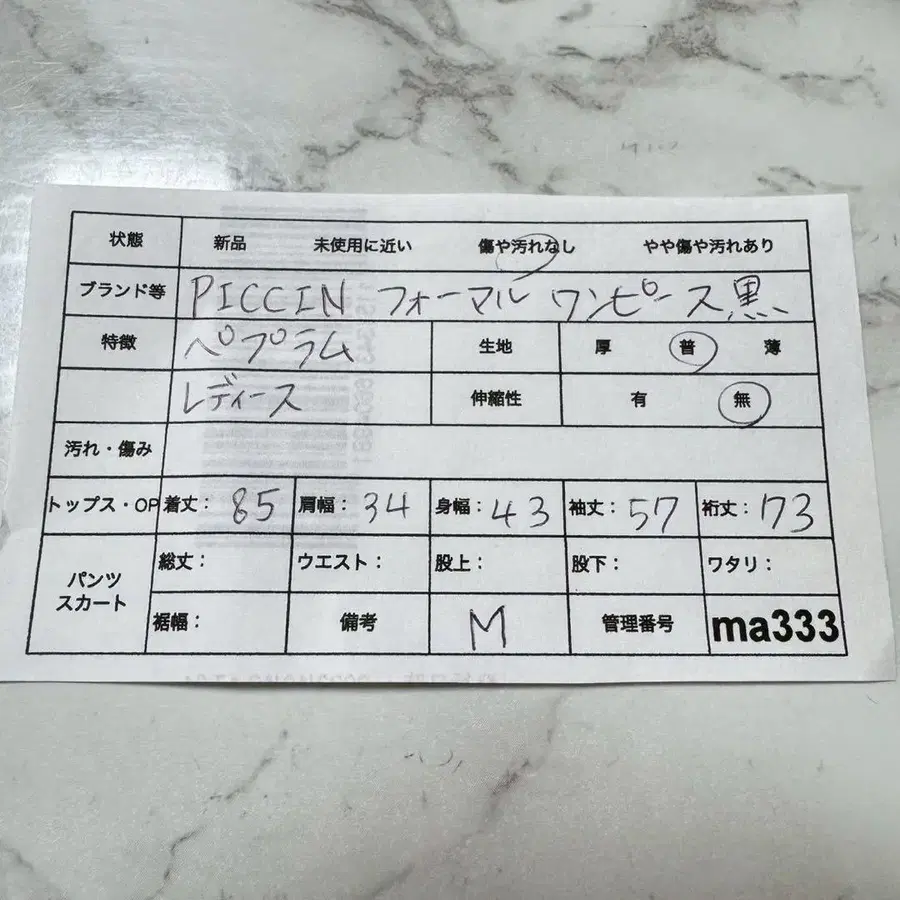 状態 新品 未使用に近い 傷や汚れなし やや傷や汚れあり
ブランド等 PICCIN フォーマル ワンピース黒
特徴 ペプラム 生地 厚 普 薄
レディース 伸縮性 有 無
汚れ・傷み
トップス・OP 着丈: 85 肩幅: 34 身幅: 43 袖丈: 57 裄丈: 73
パンツ スカート 総丈: ウエスト: 股上: 股下: ワタリ:
裾幅: 備考 M 管理番号 ma333